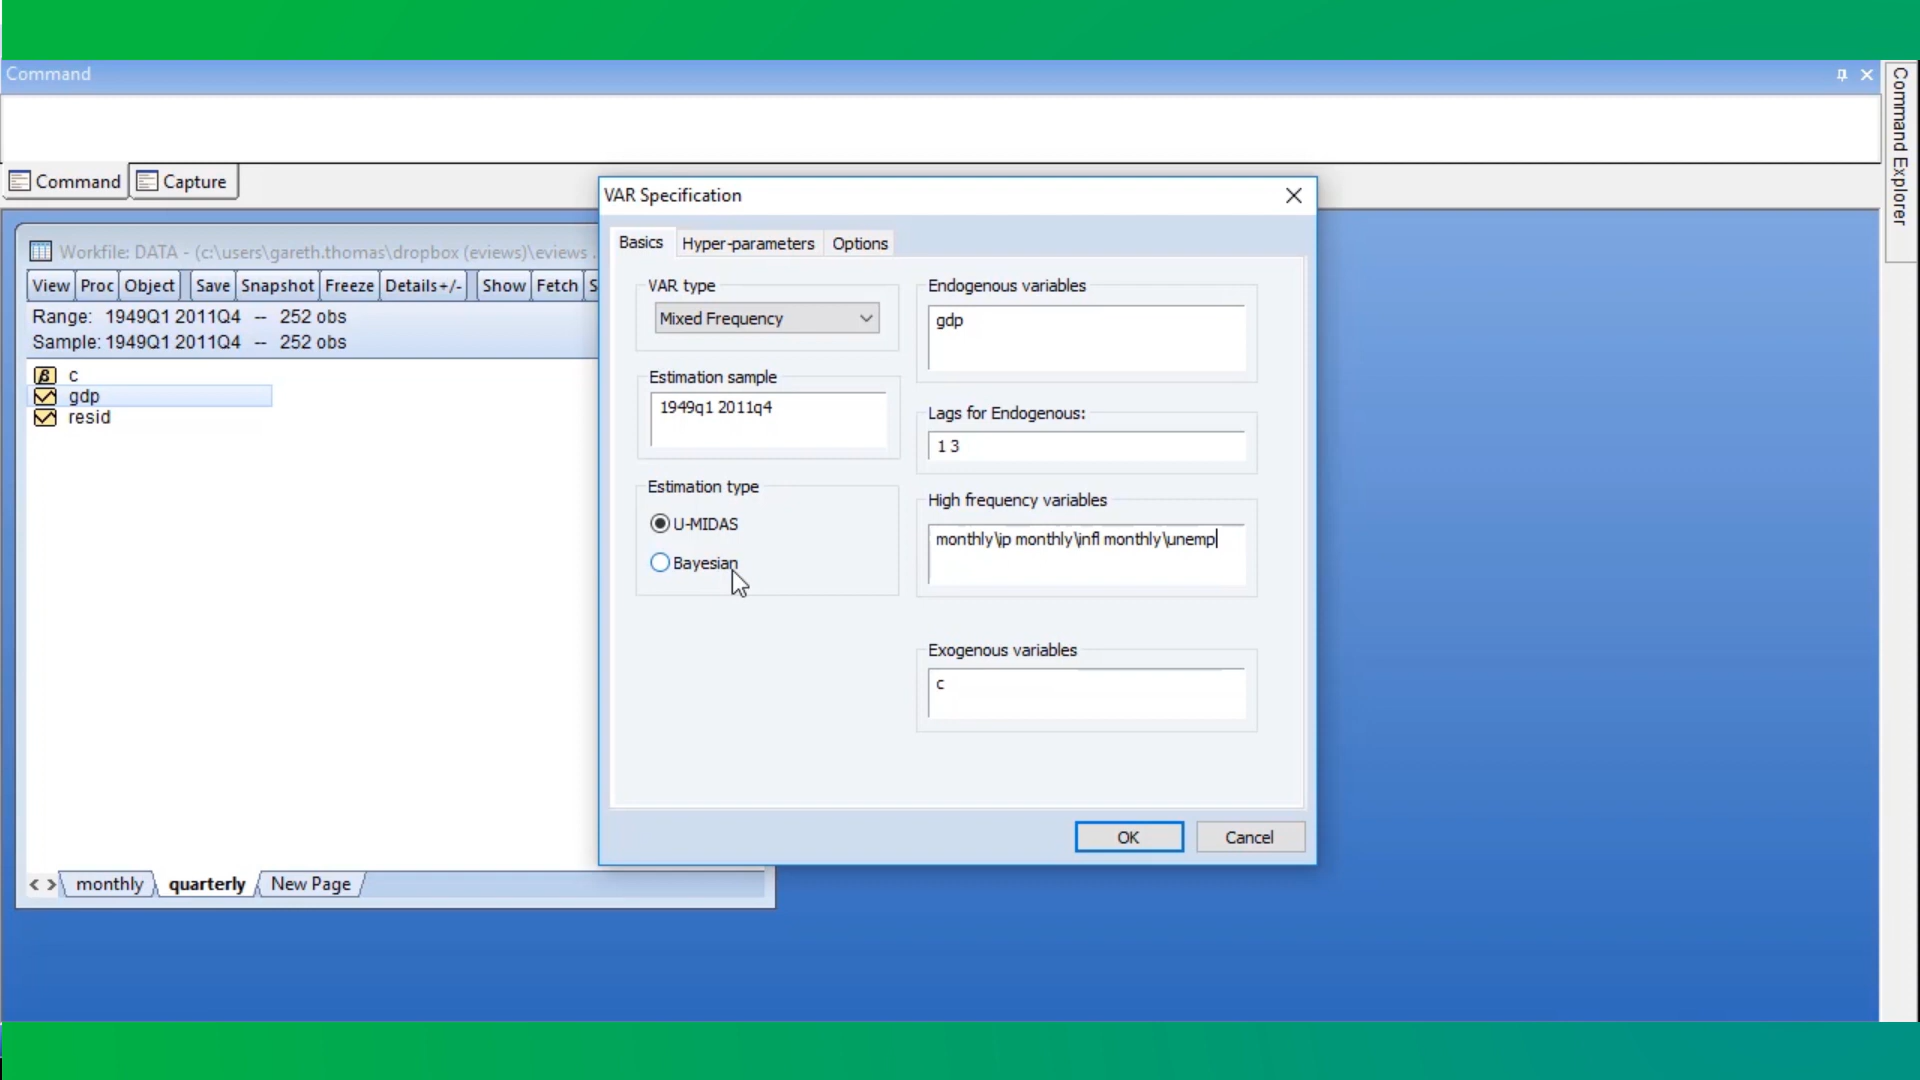 Command
Command Explorer
Command
Capture
Workfile: DATA - (c:\users\gareth.thomas\dropbox (eviews)\eviews .
View Proc Object Save Snapshot Freeze Details+/- Show Fetch S
Range: 1949Q1 2011Q4 -- 252 obs
Sample: 1949Q1 2011Q4 -- 252 obs
β c
gdp
resid
monthly
quarterly
New Page
VAR Specification
Basics
Hyper-parameters
Options
VAR type
Mixed Frequency
Estimation sample
1949q1 2011q4
Estimation type
U-MIDAS
Bayesian
Endogenous variables
gdp
Lags for Endogenous:
1 3
High frequency variables
monthly\ip monthly\infl monthly\unemp
Exogenous variables
c
OK
Cancel